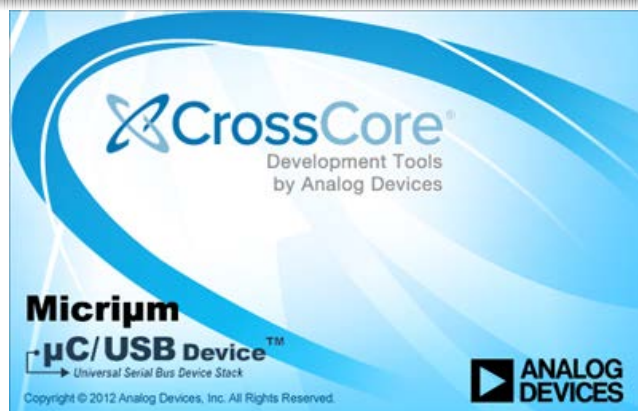 CrossCore®
Development Tools
by Analog Devices
Micriµm
µC/USB Device™
Universal Serial Bus Device Stack
Copyright © 2012 Analog Devices, Inc. All Rights Reserved.
ANALOG
DEVICES